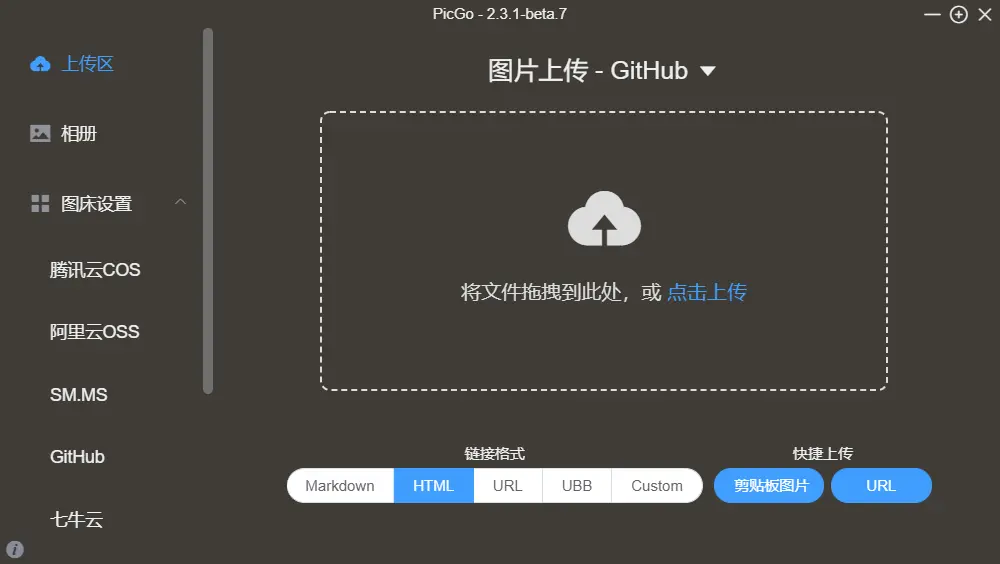 PicGo - 2.3.1-beta.7
上传区
相册
图床设置
腾讯云COS
阿里云OSS
SM.MS
GitHub
七牛云
图片上传 - GitHub
将文件拖拽到此处，或 点击上传
链接格式
Markdown HTML URL UBB Custom
快捷上传
剪贴板图片 URL